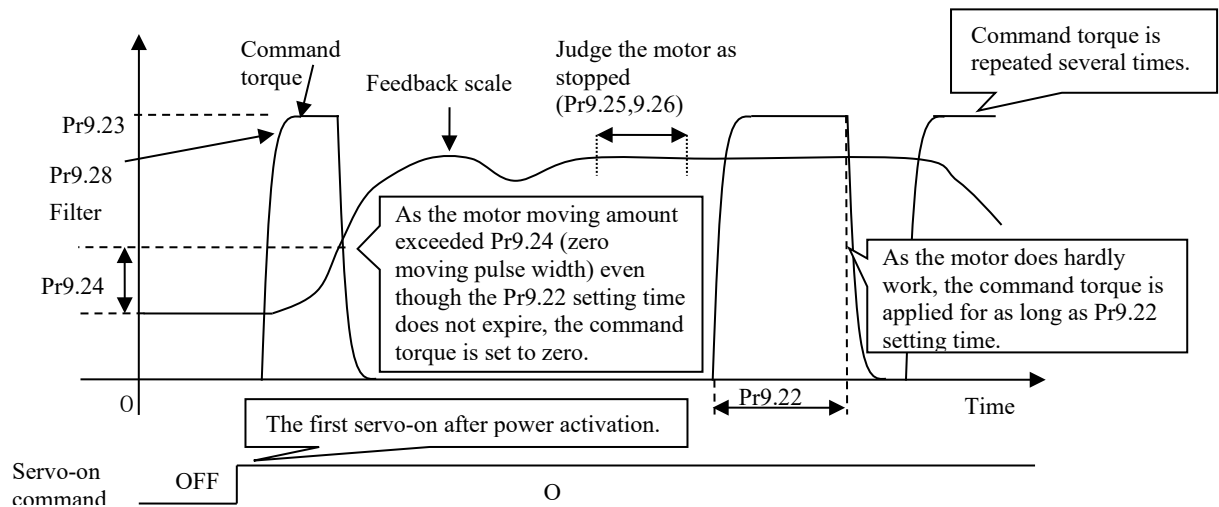 Command
torque
Feedback scale
Judge the motor as
stopped
(Pr9.25,9.26)
Command torque is
repeated several times.
Pr9.23
Pr9.28
Filter
Pr9.24
As the motor moving amount
exceeded Pr9.24 (zero
moving pulse width) even
though the Pr9.22 setting time
does not expire, the command
torque is set to zero.
As the motor does hardly
work, the command torque is
applied for as long as Pr9.22
setting time.
O
Pr9.22
Time
The first servo-on after power activation.
Servo-on
command
OFF
O